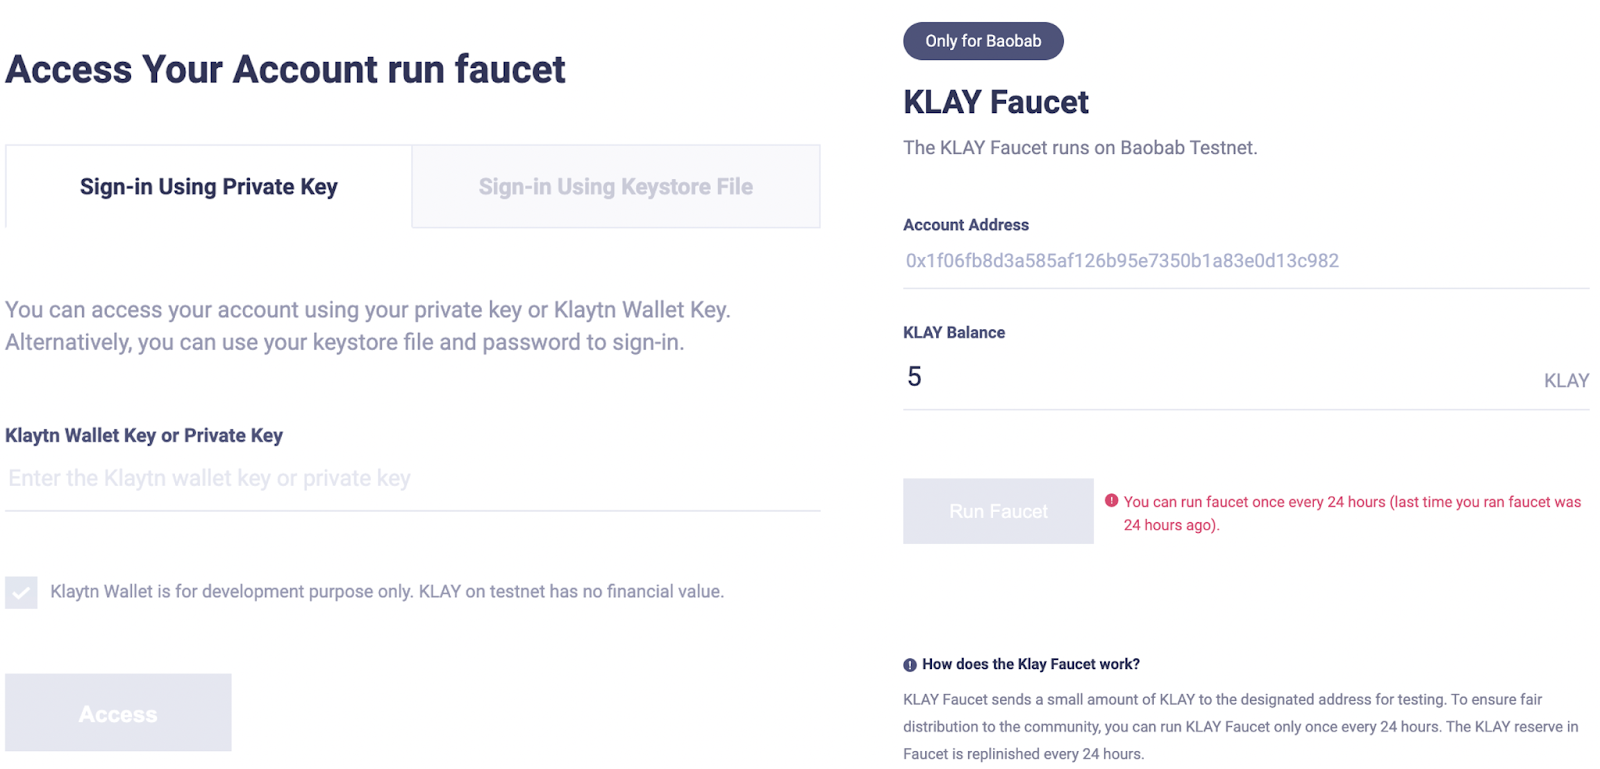 Access Your Account run faucet
Sign-in Using Private Key
Sign-in Using Keystore File
You can access your account using your private key or Klaytn Wallet Key.
Alternatively, you can use your keystore file and password to sign-in.
Klaytn Wallet Key or Private Key
Enter the Klaytn wallet key or private key
Klaytn Wallet is for development purpose only. KLAY on testnet has no financial value.
Access
Only for Baobab
KLAY Faucet
The KLAY Faucet runs on Baobab Testnet.
Account Address
0x1f06fb8d3a585af126b95e7350b1a83e0d13c982
KLAY Balance
5
KLAY
Run Faucet
You can run faucet once every 24 hours (last time you ran faucet was
24 hours ago).
How does the Klay Faucet work?
KLAY Faucet sends a small amount of KLAY to the designated address for testing. To ensure fair
distribution to the community, you can run KLAY Faucet only once every 24 hours. The KLAY reserve in
Faucet is replinished every 24 hours.